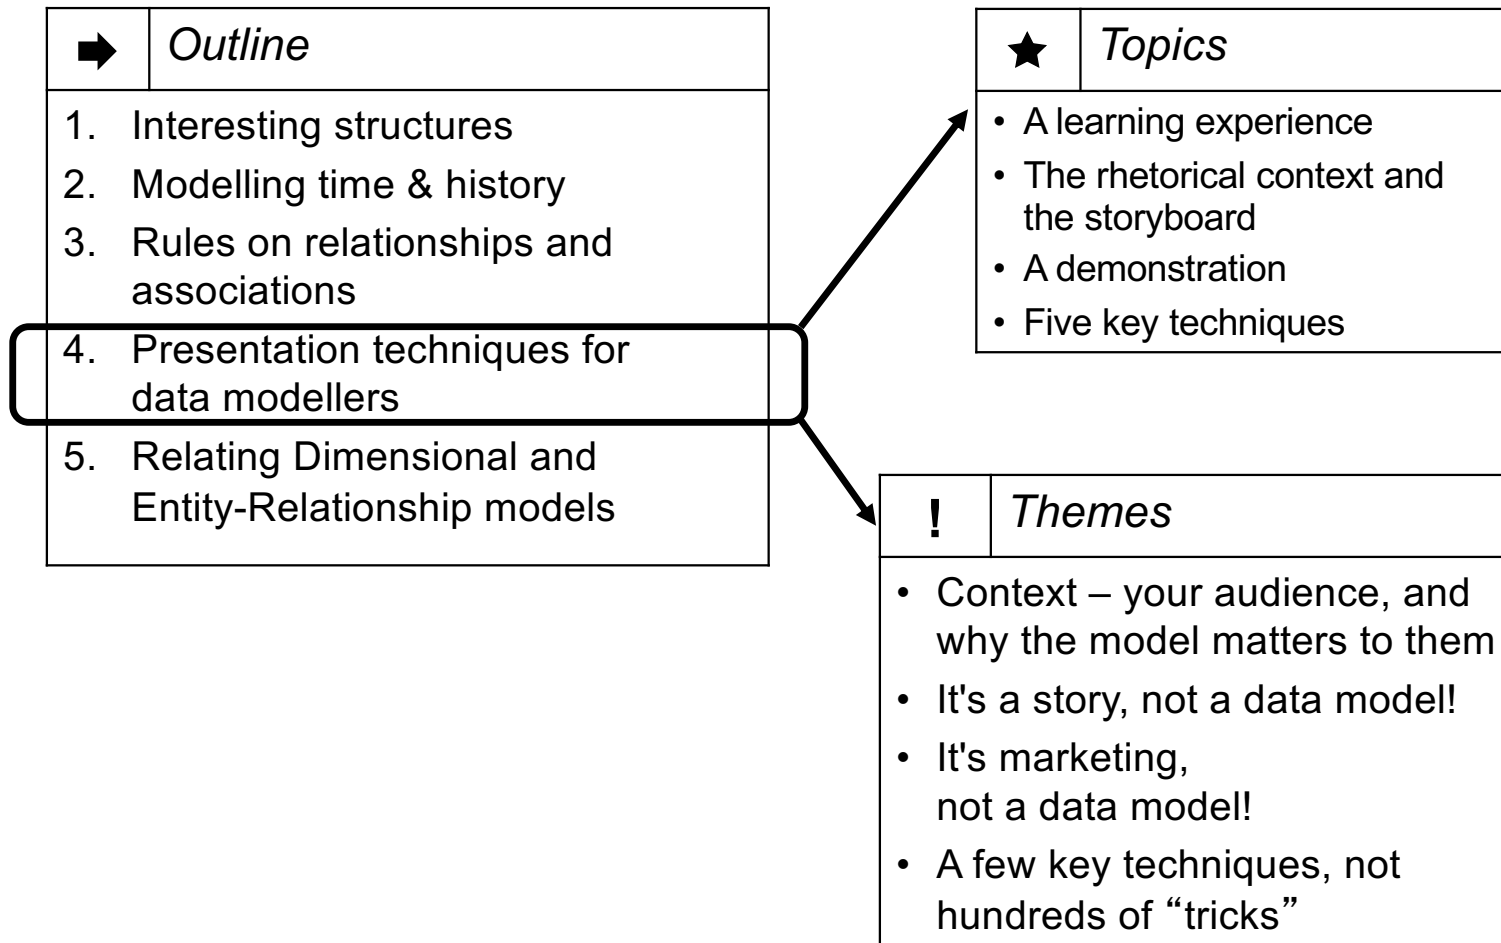 Outline
1. Interesting structures
2. Modelling time & history
3. Rules on relationships and
associations
4. Presentation techniques for
data modellers
5. Relating Dimensional and
Entity-Relationship models
Topics
• A learning experience
• The rhetorical context and
the storyboard
• A demonstration
• Five key techniques
! Themes
• Context – your audience, and
why the model matters to them
• It's a story, not a data model!
• It's marketing,
not a data model!
• A few key techniques, not
hundreds of “tricks”